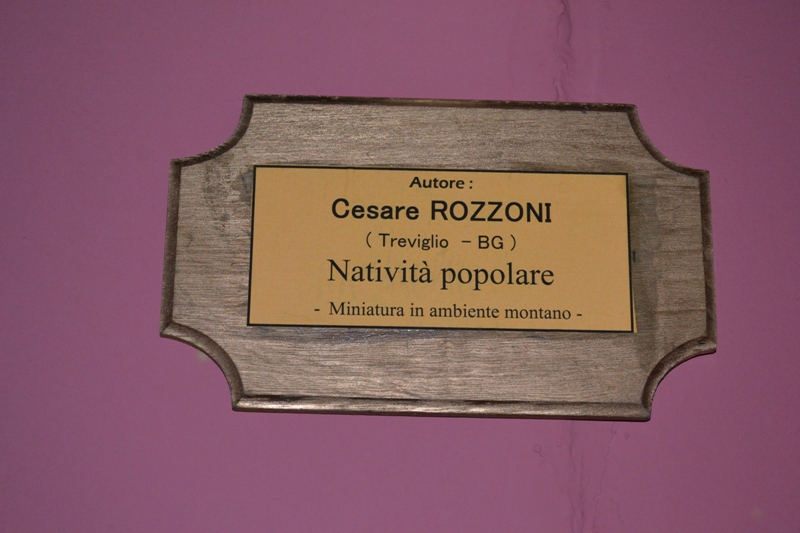 Autore :
Cesare ROZZONI
( Treviglio - BG )
Natività popolare
- Miniatura in ambiente montano -